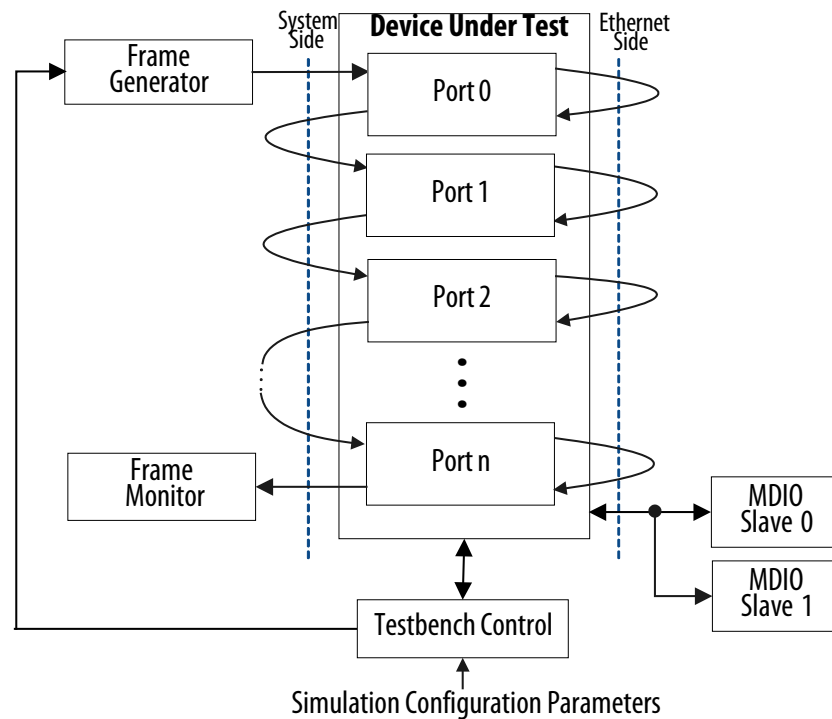 System
Side
Device Under Test
Ethernet
Side
Frame
Generator
Port 0
Port 1
Port 2
Port n
Frame
Monitor
MDIO
Slave 0
MDIO
Slave 1
Testbench Control
Simulation Configuration Parameters